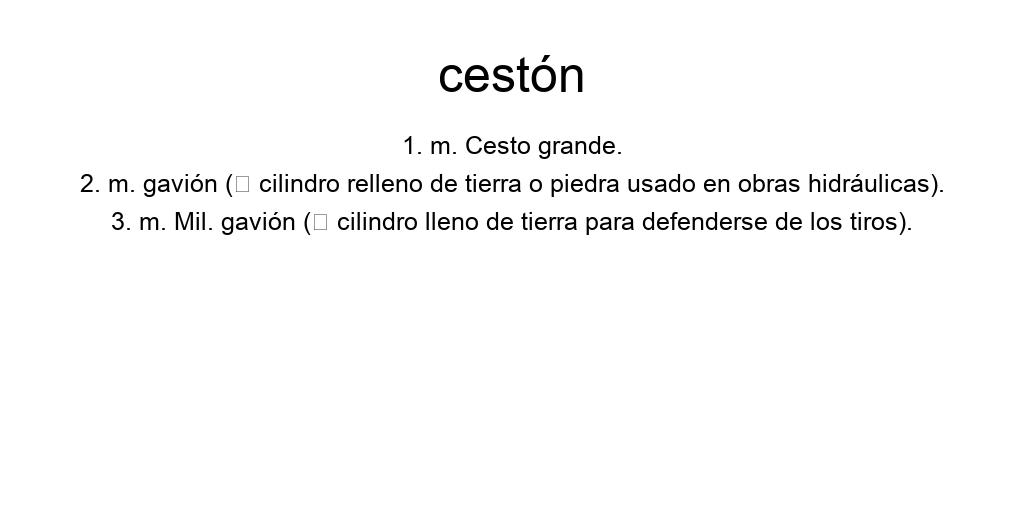 cestón
1. m. Cesto grande.
2. m. gavión (□ cilindro relleno de tierra o piedra usado en obras hidráulicas).
3. m. Mil. gavión (□ cilindro lleno de tierra para defenderse de los tiros).